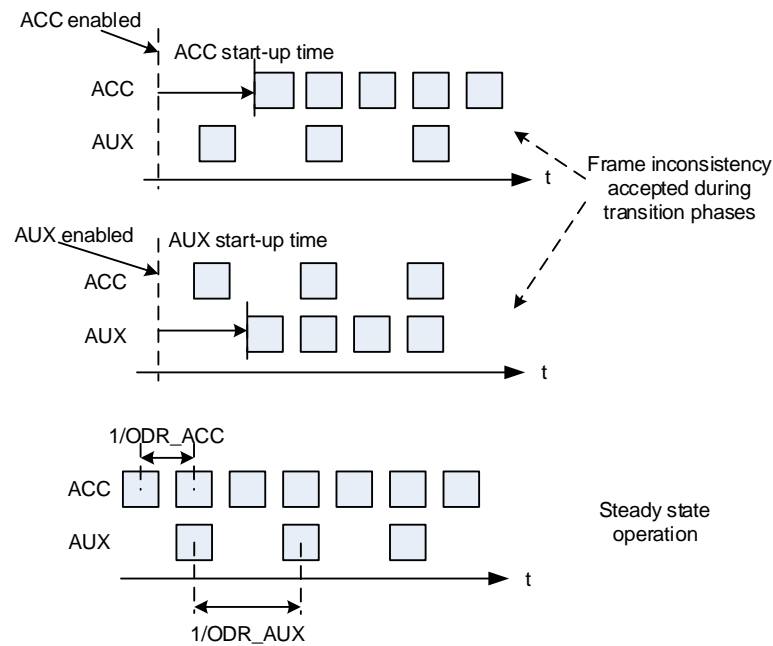 ACC enabled
ACC start-up time
ACC
AUX
t
Frame inconsistency
accepted during
transition phases
AUX enabled
AUX start-up time
ACC
AUX
t
1/ODR_ACC
ACC
AUX
Steady state
operation
t
1/ODR_AUX